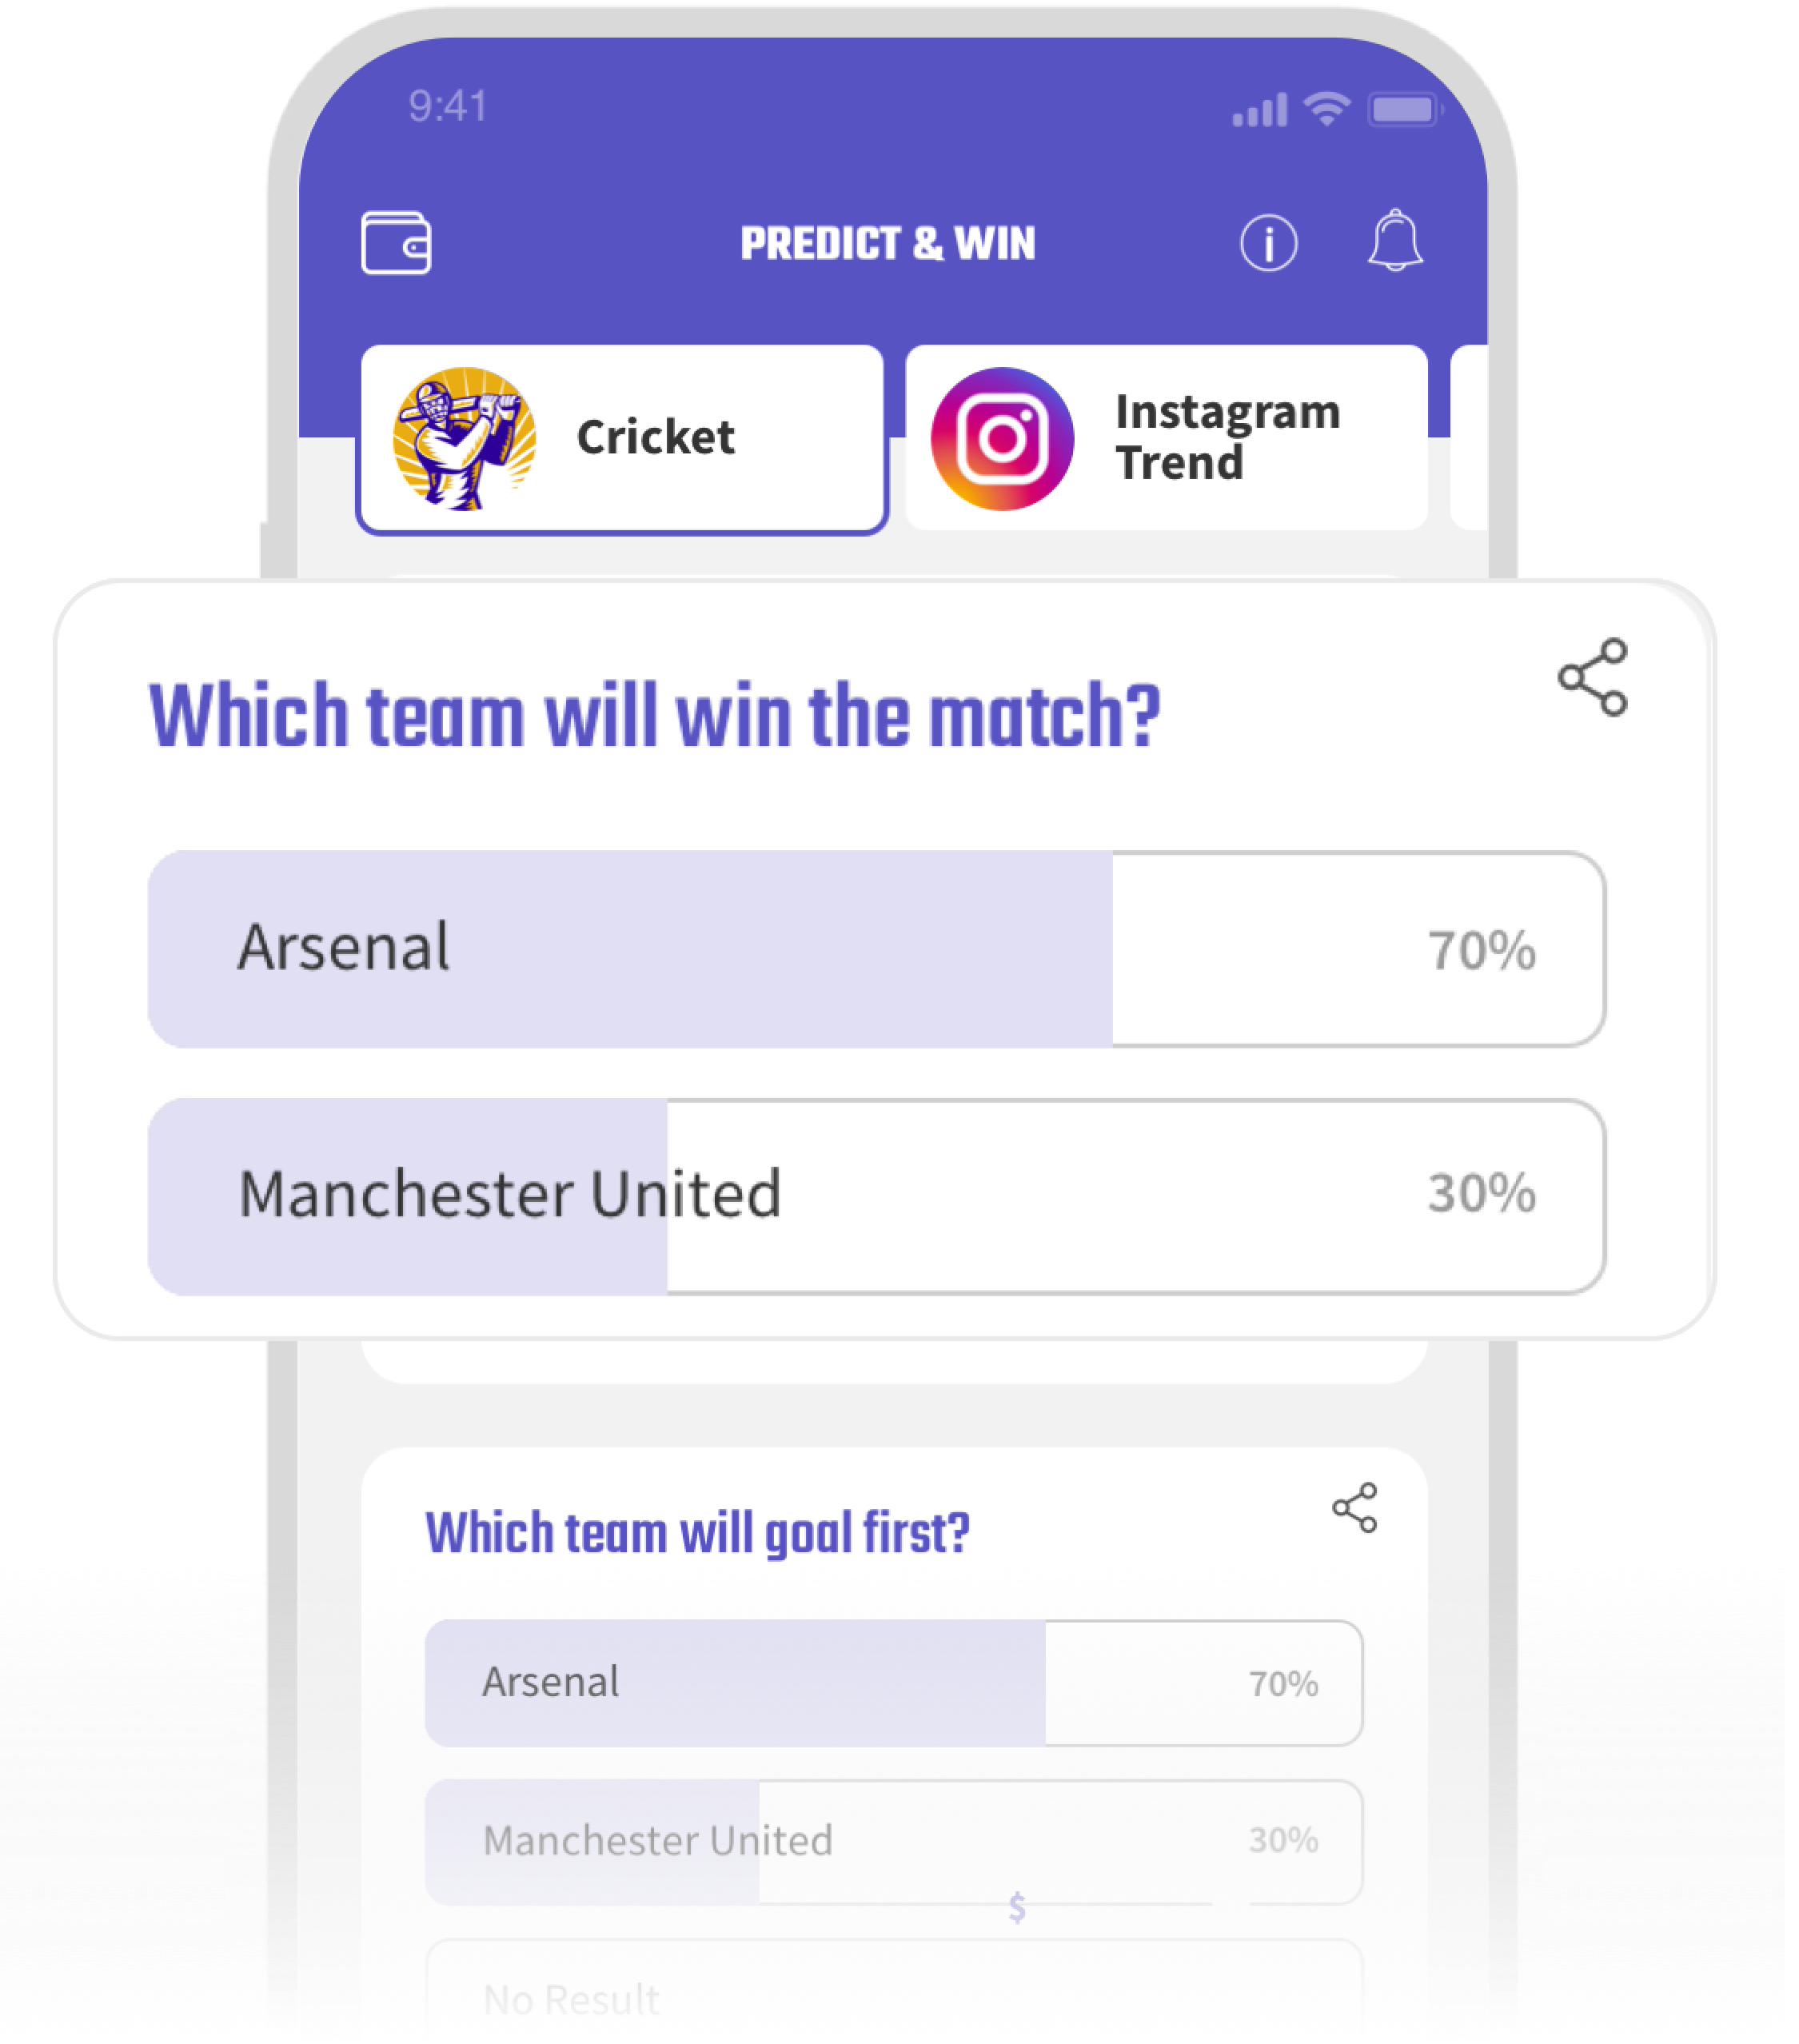 9:41
PREDICT & WIN
Cricket
Instagram
Trend
Which team will win the match?
Arsenal 70%
Manchester United 30%
Which team will goal first?
Arsenal 70%
Manchester United 30%
$
No Result